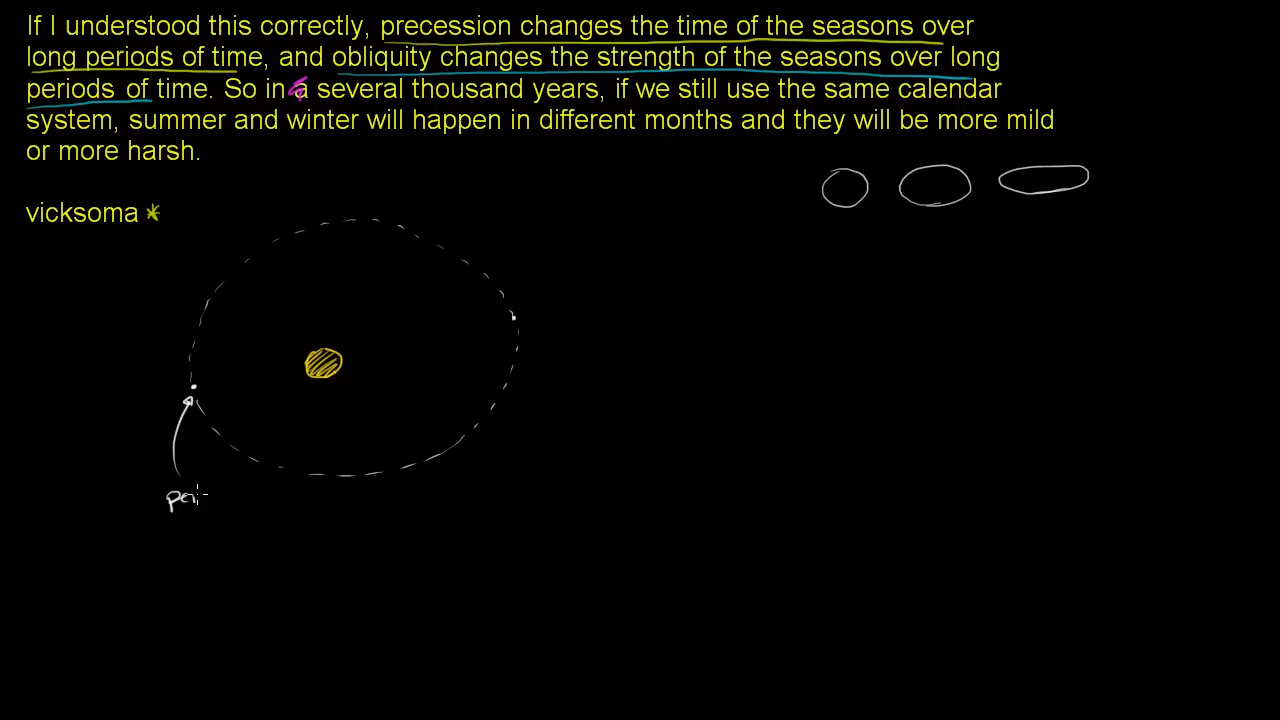 If I understood this correctly, precession changes the time of the seasons over
long periods of time, and obliquity changes the strength of the seasons over long
periods of time. So in a several thousand years, if we still use the same calendar
system, summer and winter will happen in different months and they will be more mild
or more harsh.
vicksoma *